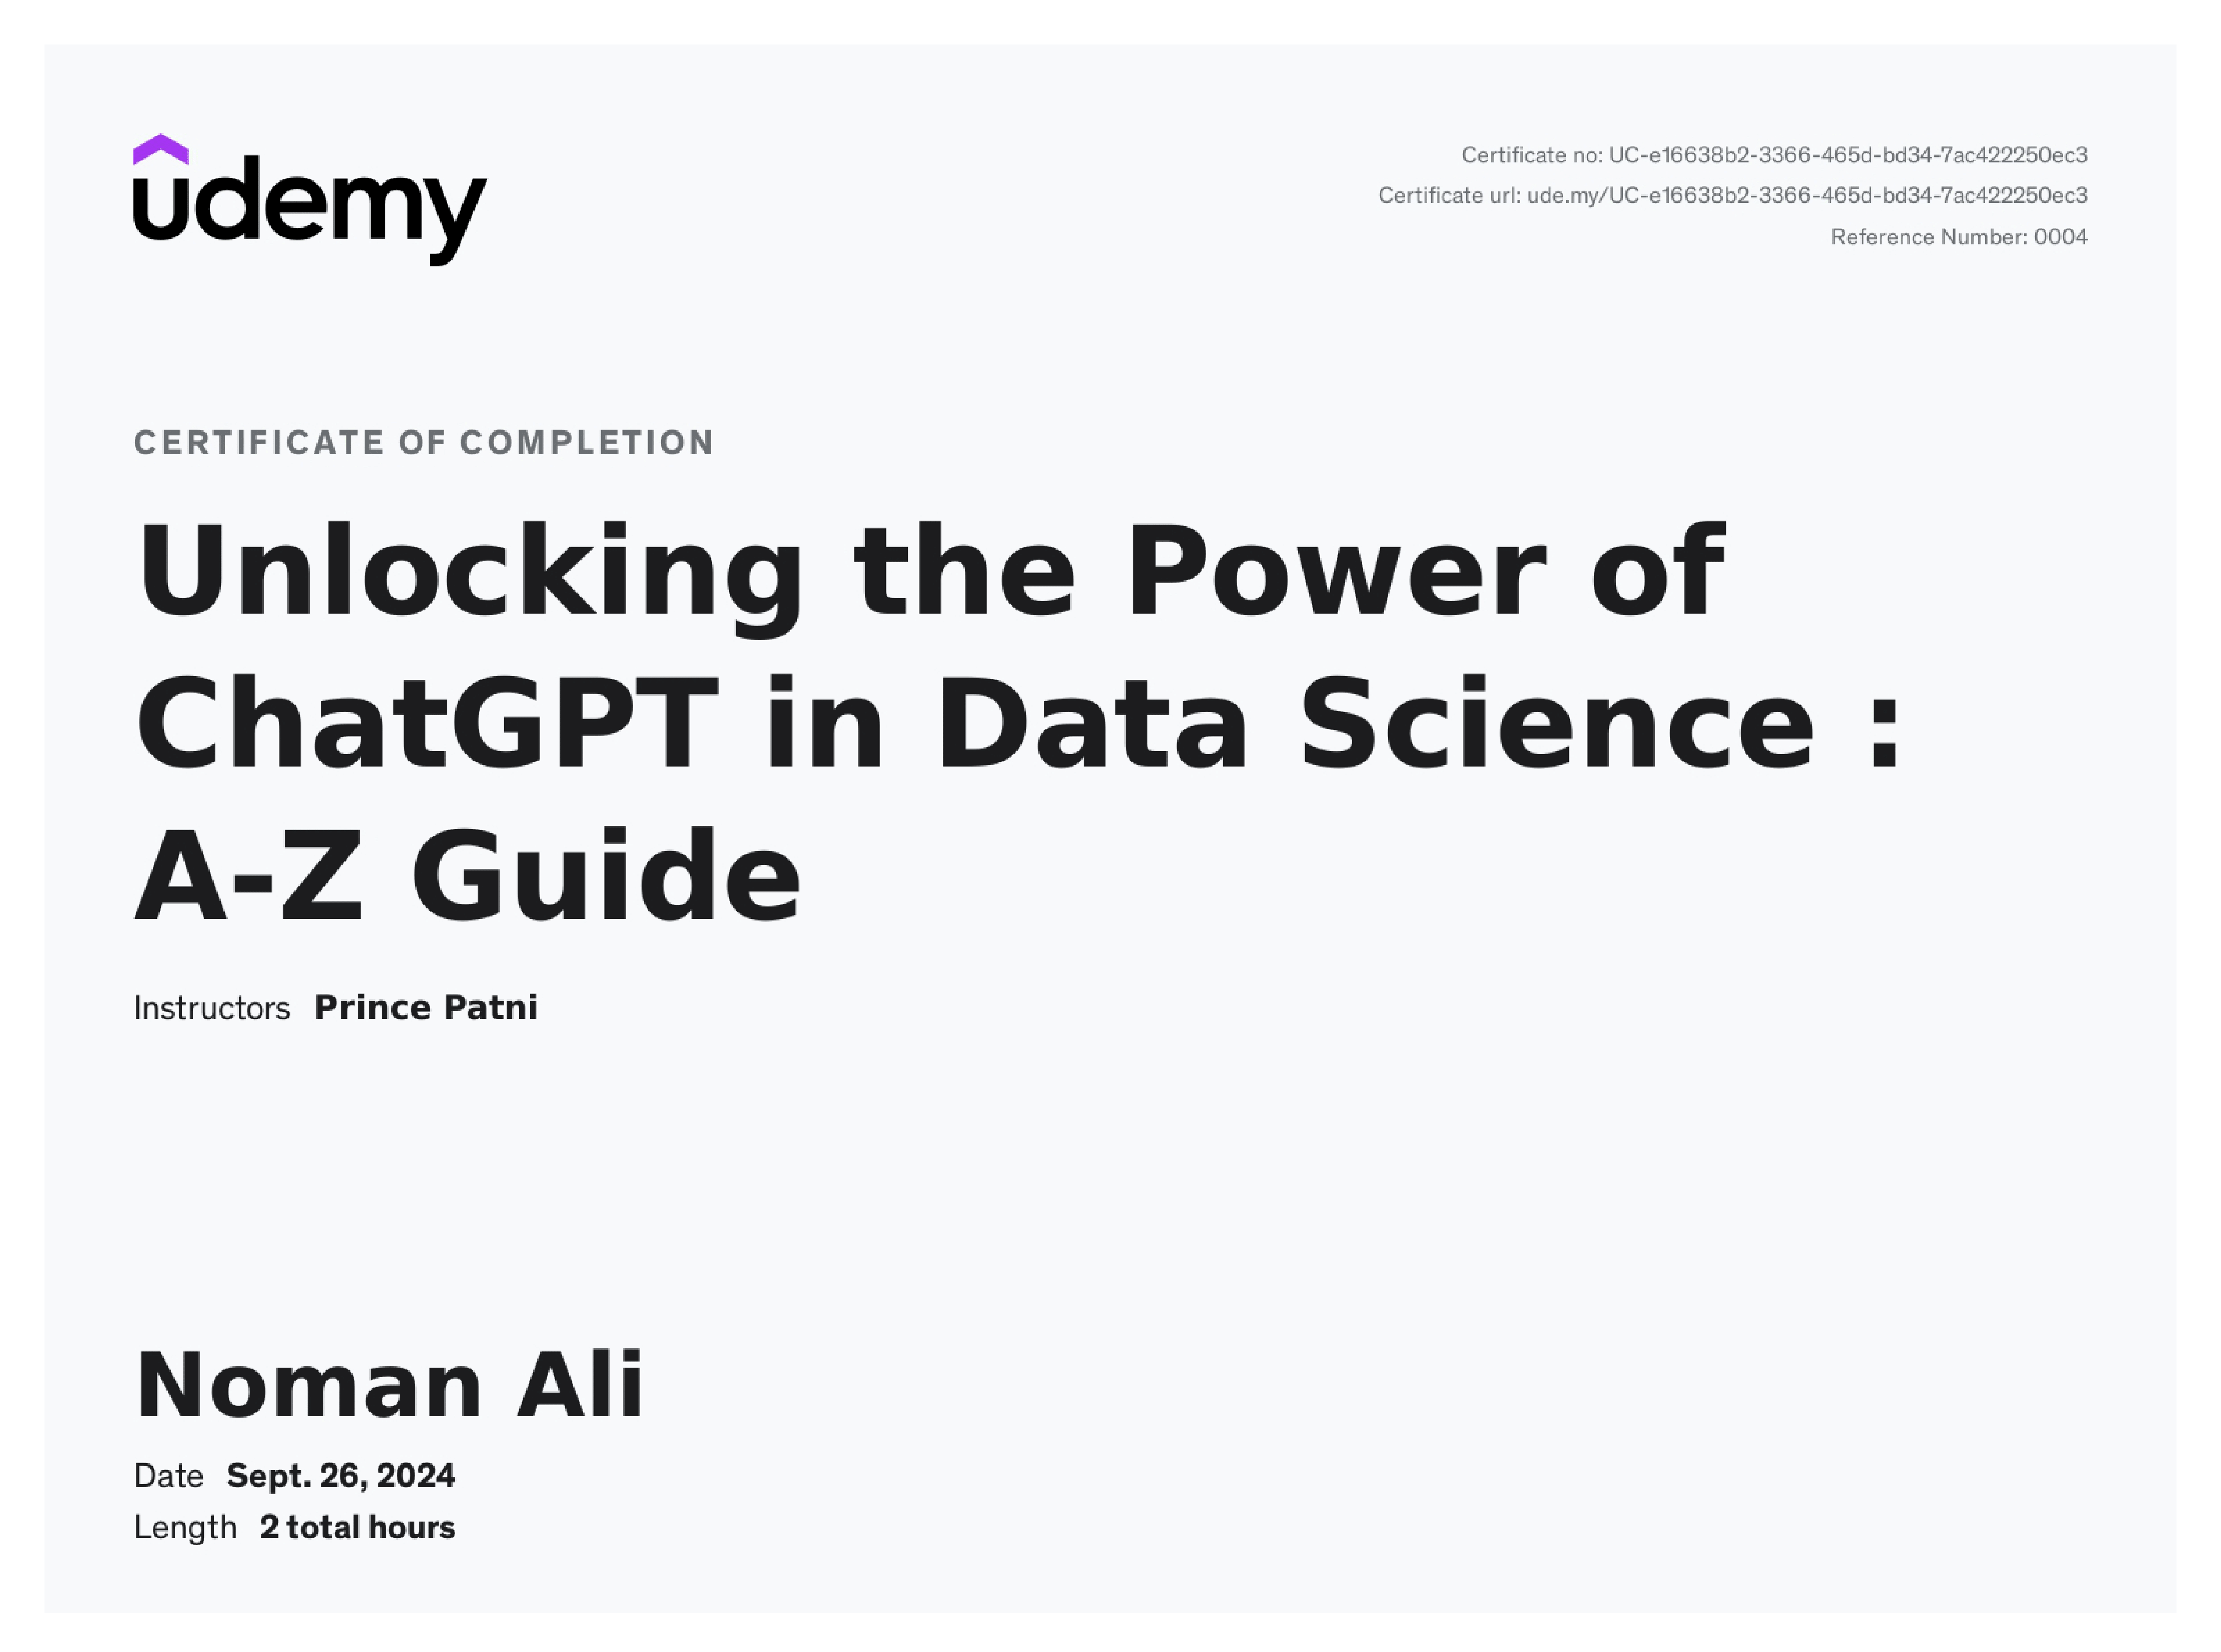 udemy
Certificate no: UC-e16638b2-3366-465d-bd34-7ac422250ec3
Certificate url: ude.my/UC-e16638b2-3366-465d-bd34-7ac422250ec3
Reference Number: 0004
CERTIFICATE OF COMPLETION
Unlocking the Power of
ChatGPT in Data Science :
A-Z Guide
Instructors Prince Patni
Noman Ali
Date Sept. 26, 2024
Length 2 total hours